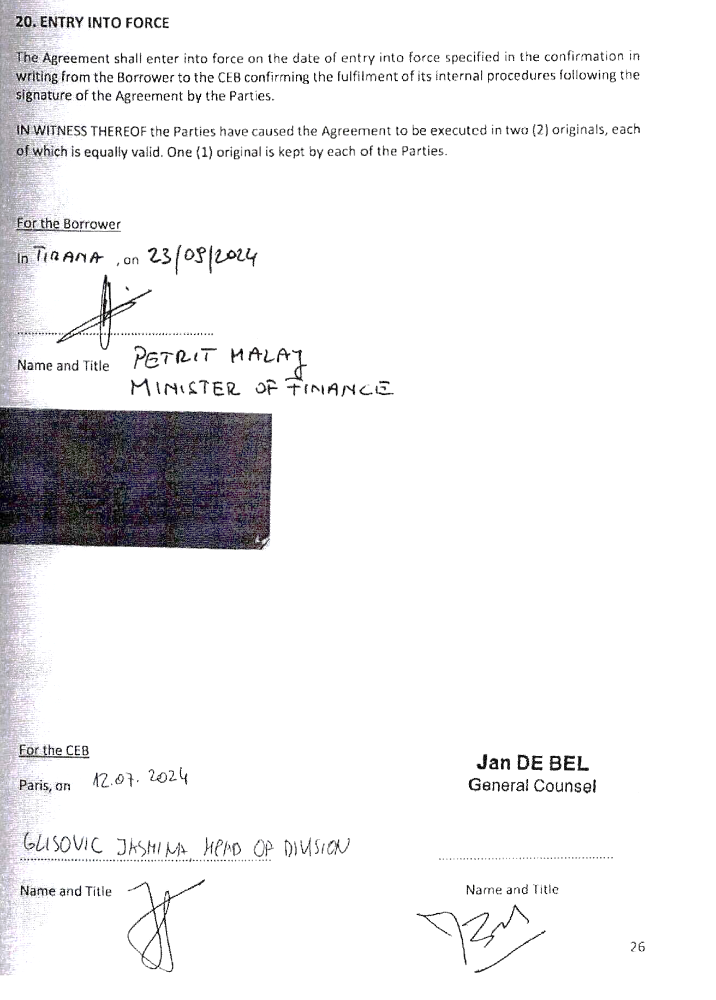 20. ENTRY INTO FORCE
The Agreement shall enter into force on the date of entry into force specified in the confirmation in
writing from the Borrower to the CEB confirming the fulfilment of its internal procedures following the
signature of the Agreement by the Parties.
IN WITNESS THEREOF the Parties have caused the Agreement to be executed in two (2) originals, each
of which is equally valid. One (1) original is kept by each of the Parties.
For the Borrower
In TIRANA , on 23/09/2024
Name and Title PETRIT MALAJ
MINISTER OF FINANCE
For the CEB
Jan DE BEL
Paris, on 12.07. 2024
General Counsel
GLISOVIC JASMINA HEAD OF DIVISION
Name and Title
Name and Title
26